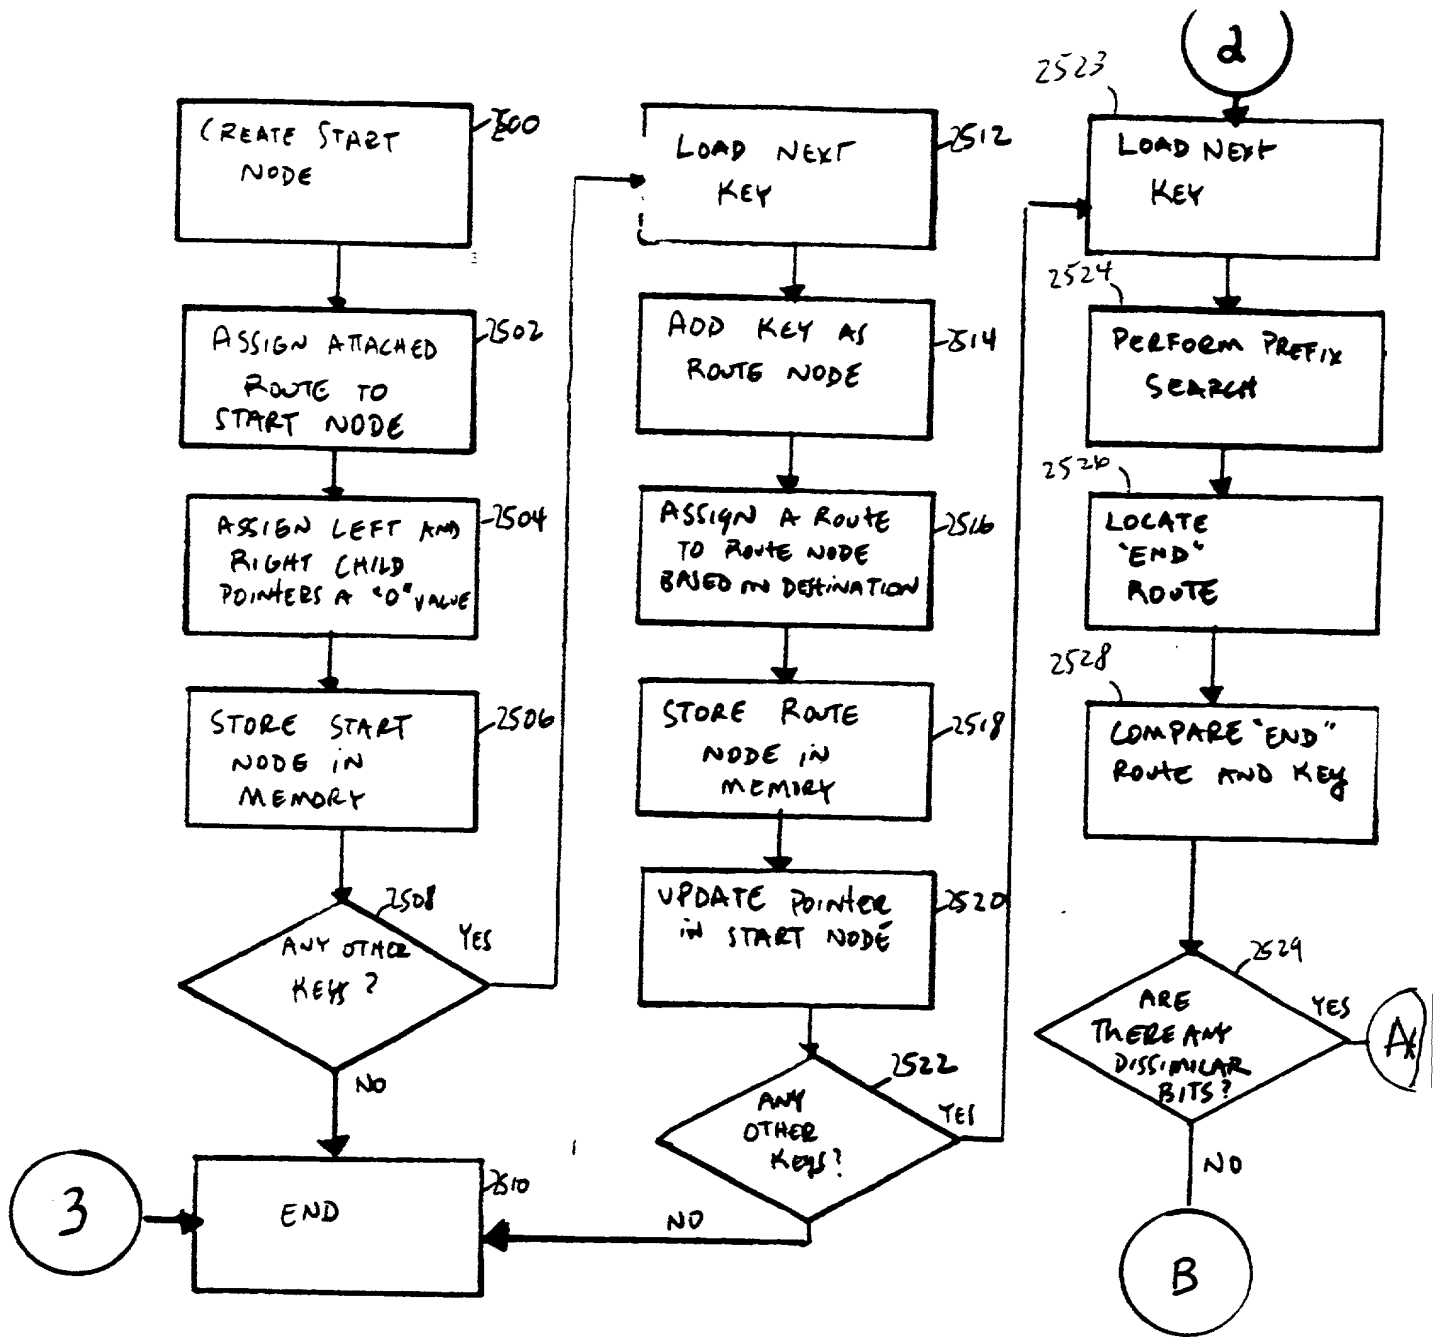 CREATE START
NODE
2500
ASSIGN ATTACHED
ROUTE TO
START NODE
2502
ASSIGN LEFT AND
RIGHT CHILD
POINTERS A "0" VALUE
2504
STORE START
NODE IN
MEMORY
2506
ANY OTHER
KEYS?
2508
YES
NO
END
2510
3
LOAD NEXT
KEY
2512
ADD KEY AS
ROUTE NODE
2514
ASSIGN A ROUTE
TO ROUTE NODE
BASED ON DESTINATION
2516
STORE ROUTE
NODE IN
MEMORY
2518
UPDATE POINTER
IN START NODE
2520
ANY
OTHER
KEYS?
2522
YES
NO
2
2523
LOAD NEXT
KEY
2524
PERFORM PREFIX
SEARCH
2526
LOCATE
"END"
ROUTE
2528
COMPARE "END"
ROUTE AND KEY
2529
ARE
THERE ANY
DISSIMILAR
BITS?
YES
A
NO
B